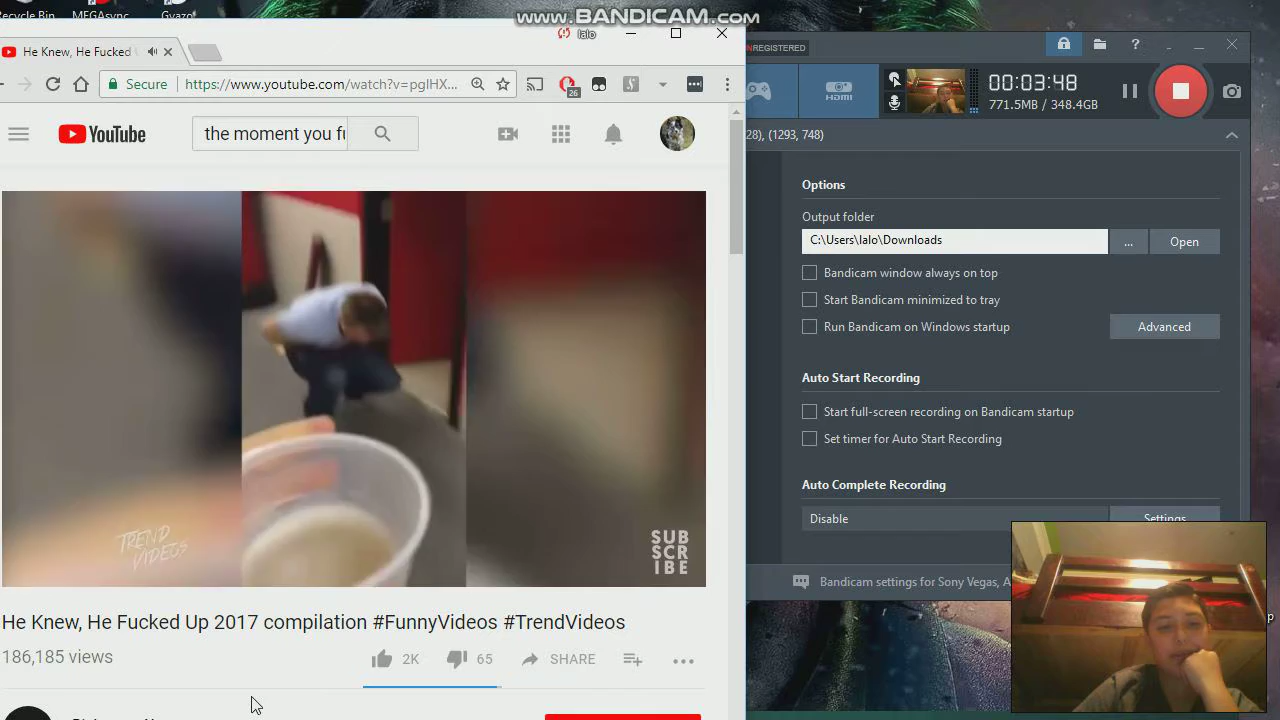 Recycle Bin
MEGAsync
Gyazo
www.BANDICAM.com
lalo
He Knew, He Fucked
Secure
https://www.youtube.com/watch?v=pgIHX...
26
YouTube
the moment you fu
TREND
VIDEOS
SUB
SCR
IBE
He Knew, He Fucked Up 2017 compilation #FunnyVideos #TrendVideos
186,185 views
2K
65
SHARE
REGISTERED
HDMI
00:03:48
771.5MB / 348.4GB
28), (1293, 748)
Options
Output folder
C:\Users\lalo\Downloads
...
Open
Bandicam window always on top
Start Bandicam minimized to tray
Run Bandicam on Windows startup
Advanced
Auto Start Recording
Start full-screen recording on Bandicam startup
Set timer for Auto Start Recording
Auto Complete Recording
Disable
Settings
Bandicam settings for Sony Vegas, A
p